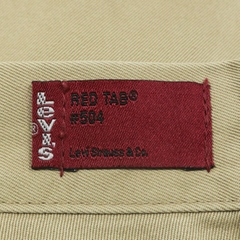 LEVI'S®
RED TAB®
#504
Levi Strauss & Co.